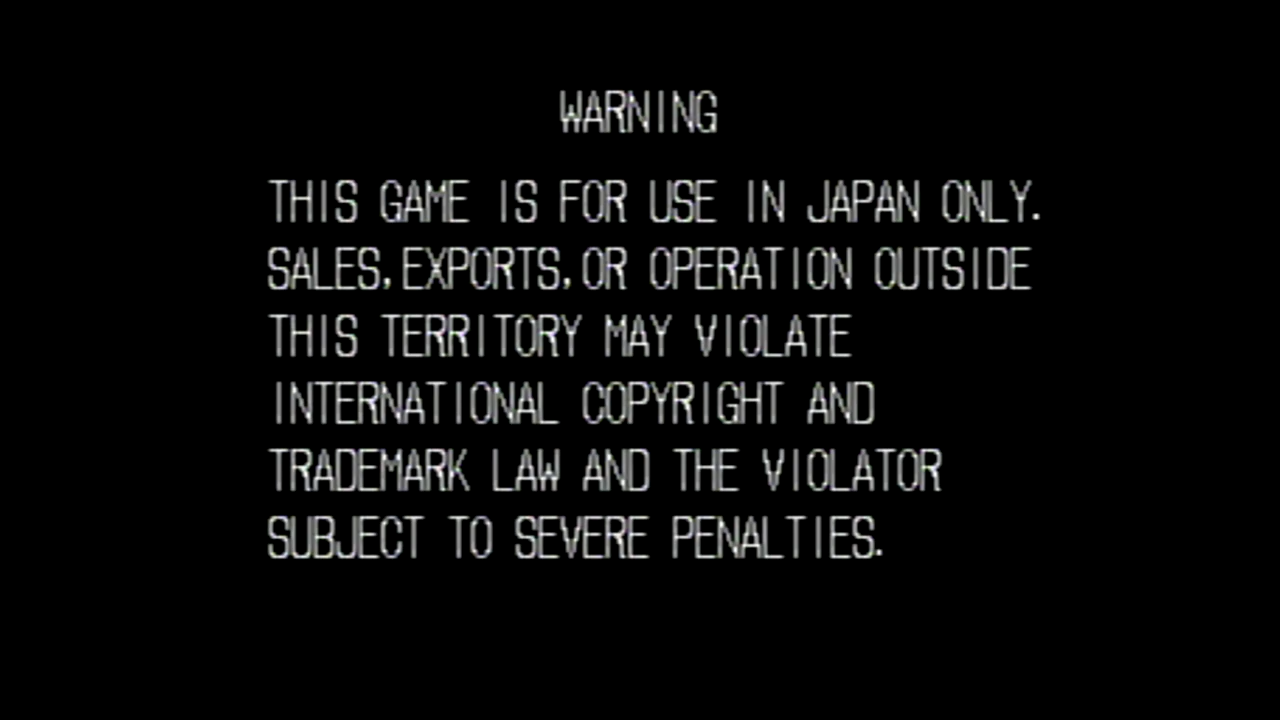 WARNING
THIS GAME IS FOR USE IN JAPAN ONLY.
SALES,EXPORTS,OR OPERATION OUTSIDE
THIS TERRITORY MAY VIOLATE
INTERNATIONAL COPYRIGHT AND
TRADEMARK LAW AND THE VIOLATOR
SUBJECT TO SEVERE PENALTIES.